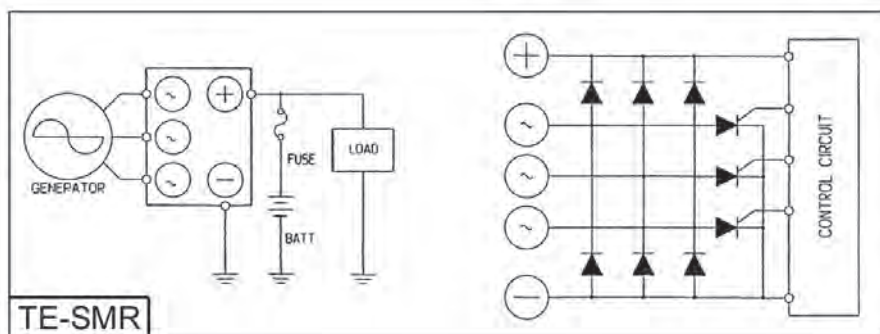 GENEPATOR
~
~
~
+
−
FUSE
BATT
LOAD
TE-SMR
+
~
~
~
−
CONTROL CIRCUIT